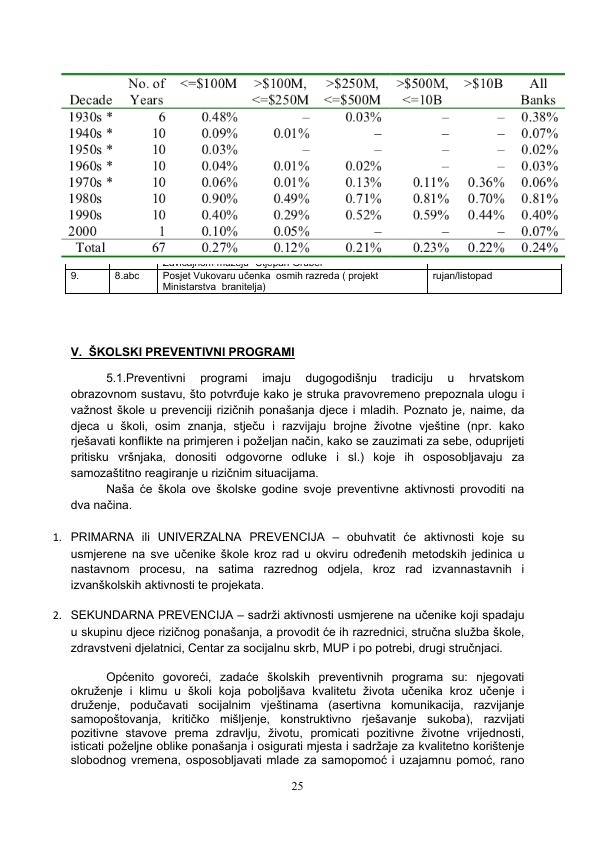 No. of <=$100M >$100M, >$250M, >$500M, >$10B All
Decade Years <=$250M <=$500M <=10B Banks
1930s * 6 0.48% – 0.03% – – 0.38%
1940s * 10 0.09% 0.01% – – – 0.07%
1950s * 10 0.03% – – – – 0.02%
1960s * 10 0.04% 0.01% 0.02% – – 0.03%
1970s * 10 0.06% 0.01% 0.13% 0.11% 0.36% 0.06%
1980s 10 0.90% 0.49% 0.71% 0.81% 0.70% 0.81%
1990s 10 0.40% 0.29% 0.52% 0.59% 0.44% 0.40%
2000 1 0.10% 0.05% – – – 0.07%
Total 67 0.27% 0.12% 0.21% 0.23% 0.22% 0.24%
9. 8.abc Posjet Vukovaru učenka osmih razreda ( projekt rujan/listopad
Ministarstva branitelja)
V. ŠKOLSKI PREVENTIVNI PROGRAMI
5.1.Preventivni programi imaju dugogodišnju tradiciju u hrvatskom
obrazovnom sustavu, što potvrđuje kako je struka pravovremeno prepoznala ulogu i
važnost škole u prevenciji rizičnih ponašanja djece i mladih. Poznato je, naime, da
djeca u školi, osim znanja, stječu i razvijaju brojne životne vještine (npr. kako
rješavati konflikte na primjeren i poželjan način, kako se zauzimati za sebe, oduprijeti
pritisku vršnjaka, donositi odgovorne odluke i sl.) koje ih osposobljavaju za
samozaštitno reagiranje u rizičnim situacijama.
Naša će škola ove školske godine svoje preventivne aktivnosti provoditi na
dva načina.
1. PRIMARNA ili UNIVERZALNA PREVENCIJA – obuhvatit će aktivnosti koje su
usmjerene na sve učenike škole kroz rad u okviru određenih metodskih jedinica u
nastavnom procesu, na satima razrednog odjela, kroz rad izvannastavnih i
izvanškolskih aktivnosti te projekata.
2. SEKUNDARNA PREVENCIJA – sadrži aktivnosti usmjerene na učenike koji spadaju
u skupinu djece rizičnog ponašanja, a provodit će ih razrednici, stručna služba škole,
zdravstveni djelatnici, Centar za socijalnu skrb, MUP i po potrebi, drugi stručnjaci.
Općenito govoreći, zadaće školskih preventivnih programa su: njegovati
okruženje i klimu u školi koja poboljšava kvalitetu života učenika kroz učenje i
druženje, podučavati socijalnim vještinama (asertivna komunikacija, razvijanje
samopoštovanja, kritičko mišljenje, konstruktivno rješavanje sukoba), razvijati
pozitivne stavove prema zdravlju, životu, promicati pozitivne životne vrijednosti,
isticati poželjne oblike ponašanja i osigurati mjesta i sadržaje za kvalitetno korištenje
slobodnog vremena, osposobljavati mlade za samopomoć i uzajamnu pomoć, rano
25